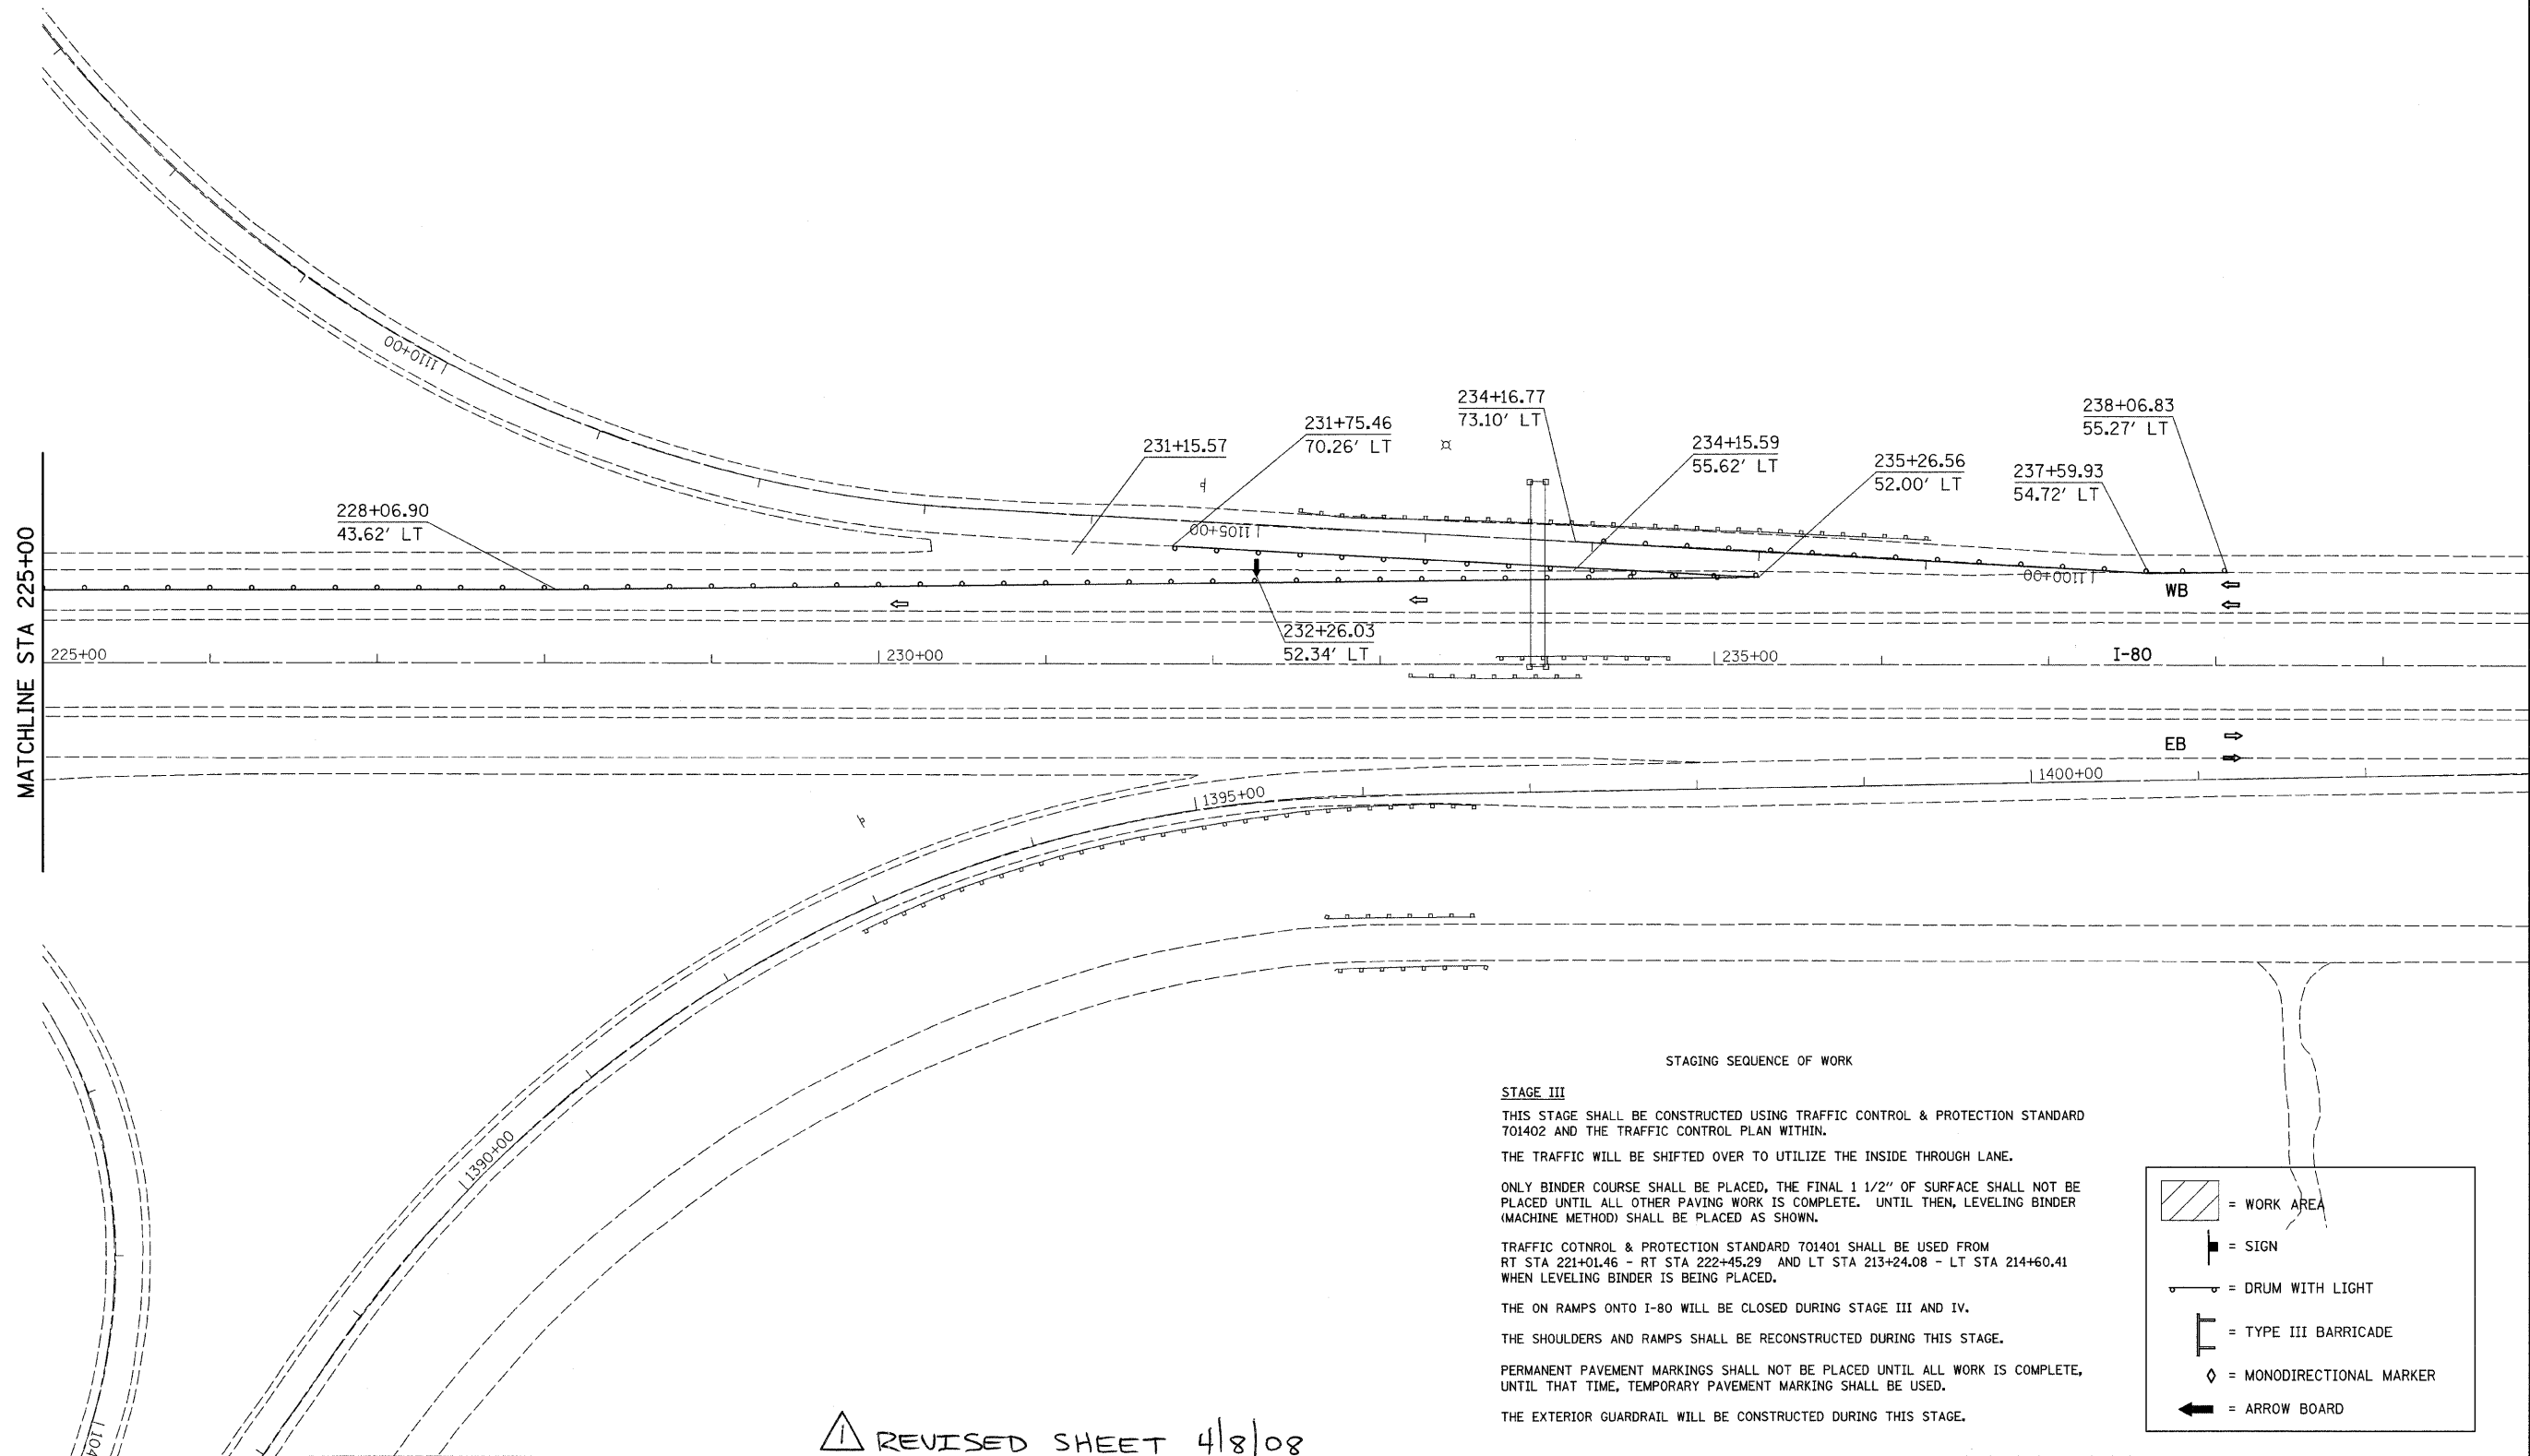 1110+00
234+16.77
73.10' LT
238+06.83
55.27' LT
231+75.46
70.26' LT
231+15.57
234+15.59
55.62' LT
235+26.56
52.00' LT
237+59.93
54.72' LT
228+06.90
43.62' LT
1105+00
1100+00
WB
MATCHLINE STA 225+00
232+26.03
52.34' LT
225+00
230+00
235+00
I-80
EB
1395+00
1400+00
1390+00
104
STAGING SEQUENCE OF WORK
STAGE III
THIS STAGE SHALL BE CONSTRUCTED USING TRAFFIC CONTROL & PROTECTION STANDARD
701402 AND THE TRAFFIC CONTROL PLAN WITHIN.
THE TRAFFIC WILL BE SHIFTED OVER TO UTILIZE THE INSIDE THROUGH LANE.
ONLY BINDER COURSE SHALL BE PLACED, THE FINAL 1 1/2" OF SURFACE SHALL NOT BE
PLACED UNTIL ALL OTHER PAVING WORK IS COMPLETE. UNTIL THEN, LEVELING BINDER
(MACHINE METHOD) SHALL BE PLACED AS SHOWN.
TRAFFIC COTNROL & PROTECTION STANDARD 701401 SHALL BE USED FROM
RT STA 221+01.46 - RT STA 222+45.29 AND LT STA 213+24.08 - LT STA 214+60.41
WHEN LEVELING BINDER IS BEING PLACED.
THE ON RAMPS ONTO I-80 WILL BE CLOSED DURING STAGE III AND IV.
THE SHOULDERS AND RAMPS SHALL BE RECONSTRUCTED DURING THIS STAGE.
PERMANENT PAVEMENT MARKINGS SHALL NOT BE PLACED UNTIL ALL WORK IS COMPLETE,
UNTIL THAT TIME, TEMPORARY PAVEMENT MARKING SHALL BE USED.
THE EXTERIOR GUARDRAIL WILL BE CONSTRUCTED DURING THIS STAGE.
= WORK AREA
= SIGN
= DRUM WITH LIGHT
= TYPE III BARRICADE
= MONODIRECTIONAL MARKER
= ARROW BOARD
1 REVISED SHEET 4/8/08